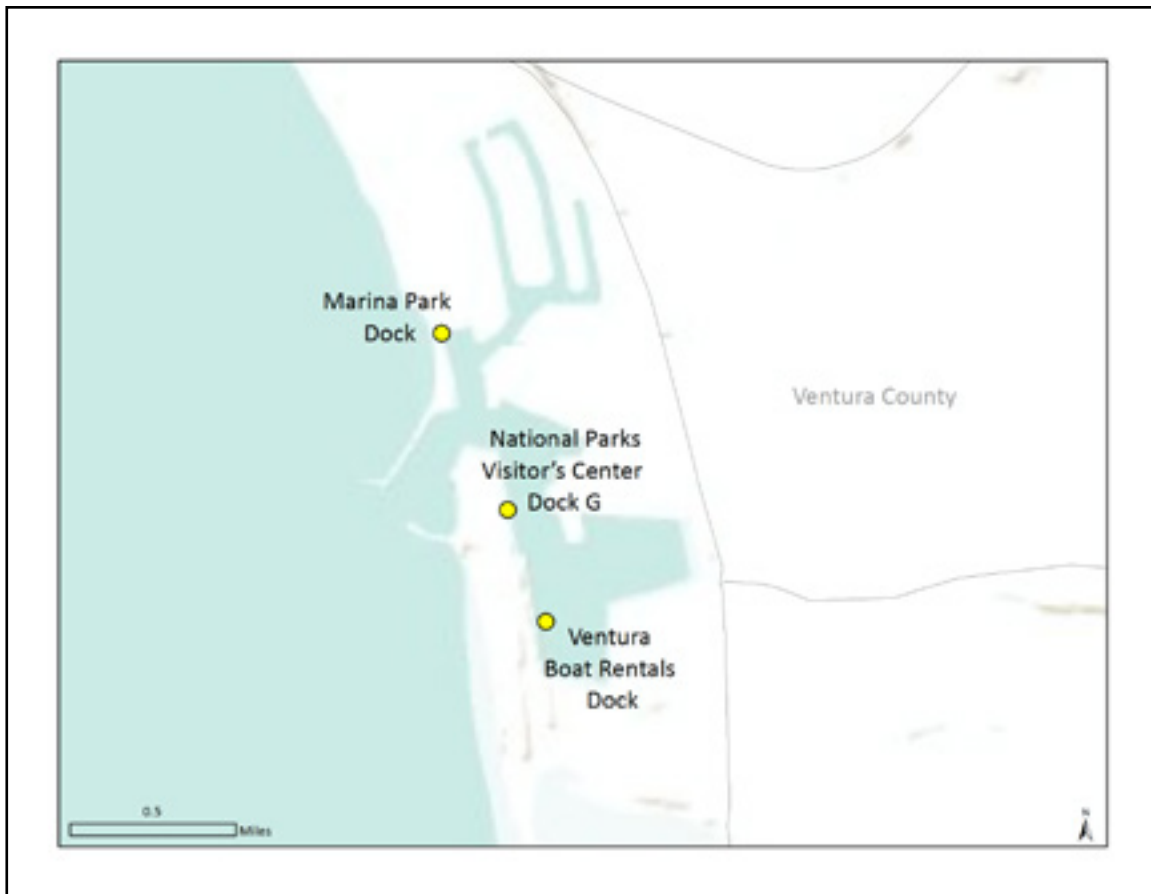 Marina Park
Dock
Ventura County
National Parks
Visitor's Center
Dock G
Ventura
Boat Rentals
Dock
0.5
Miles
N